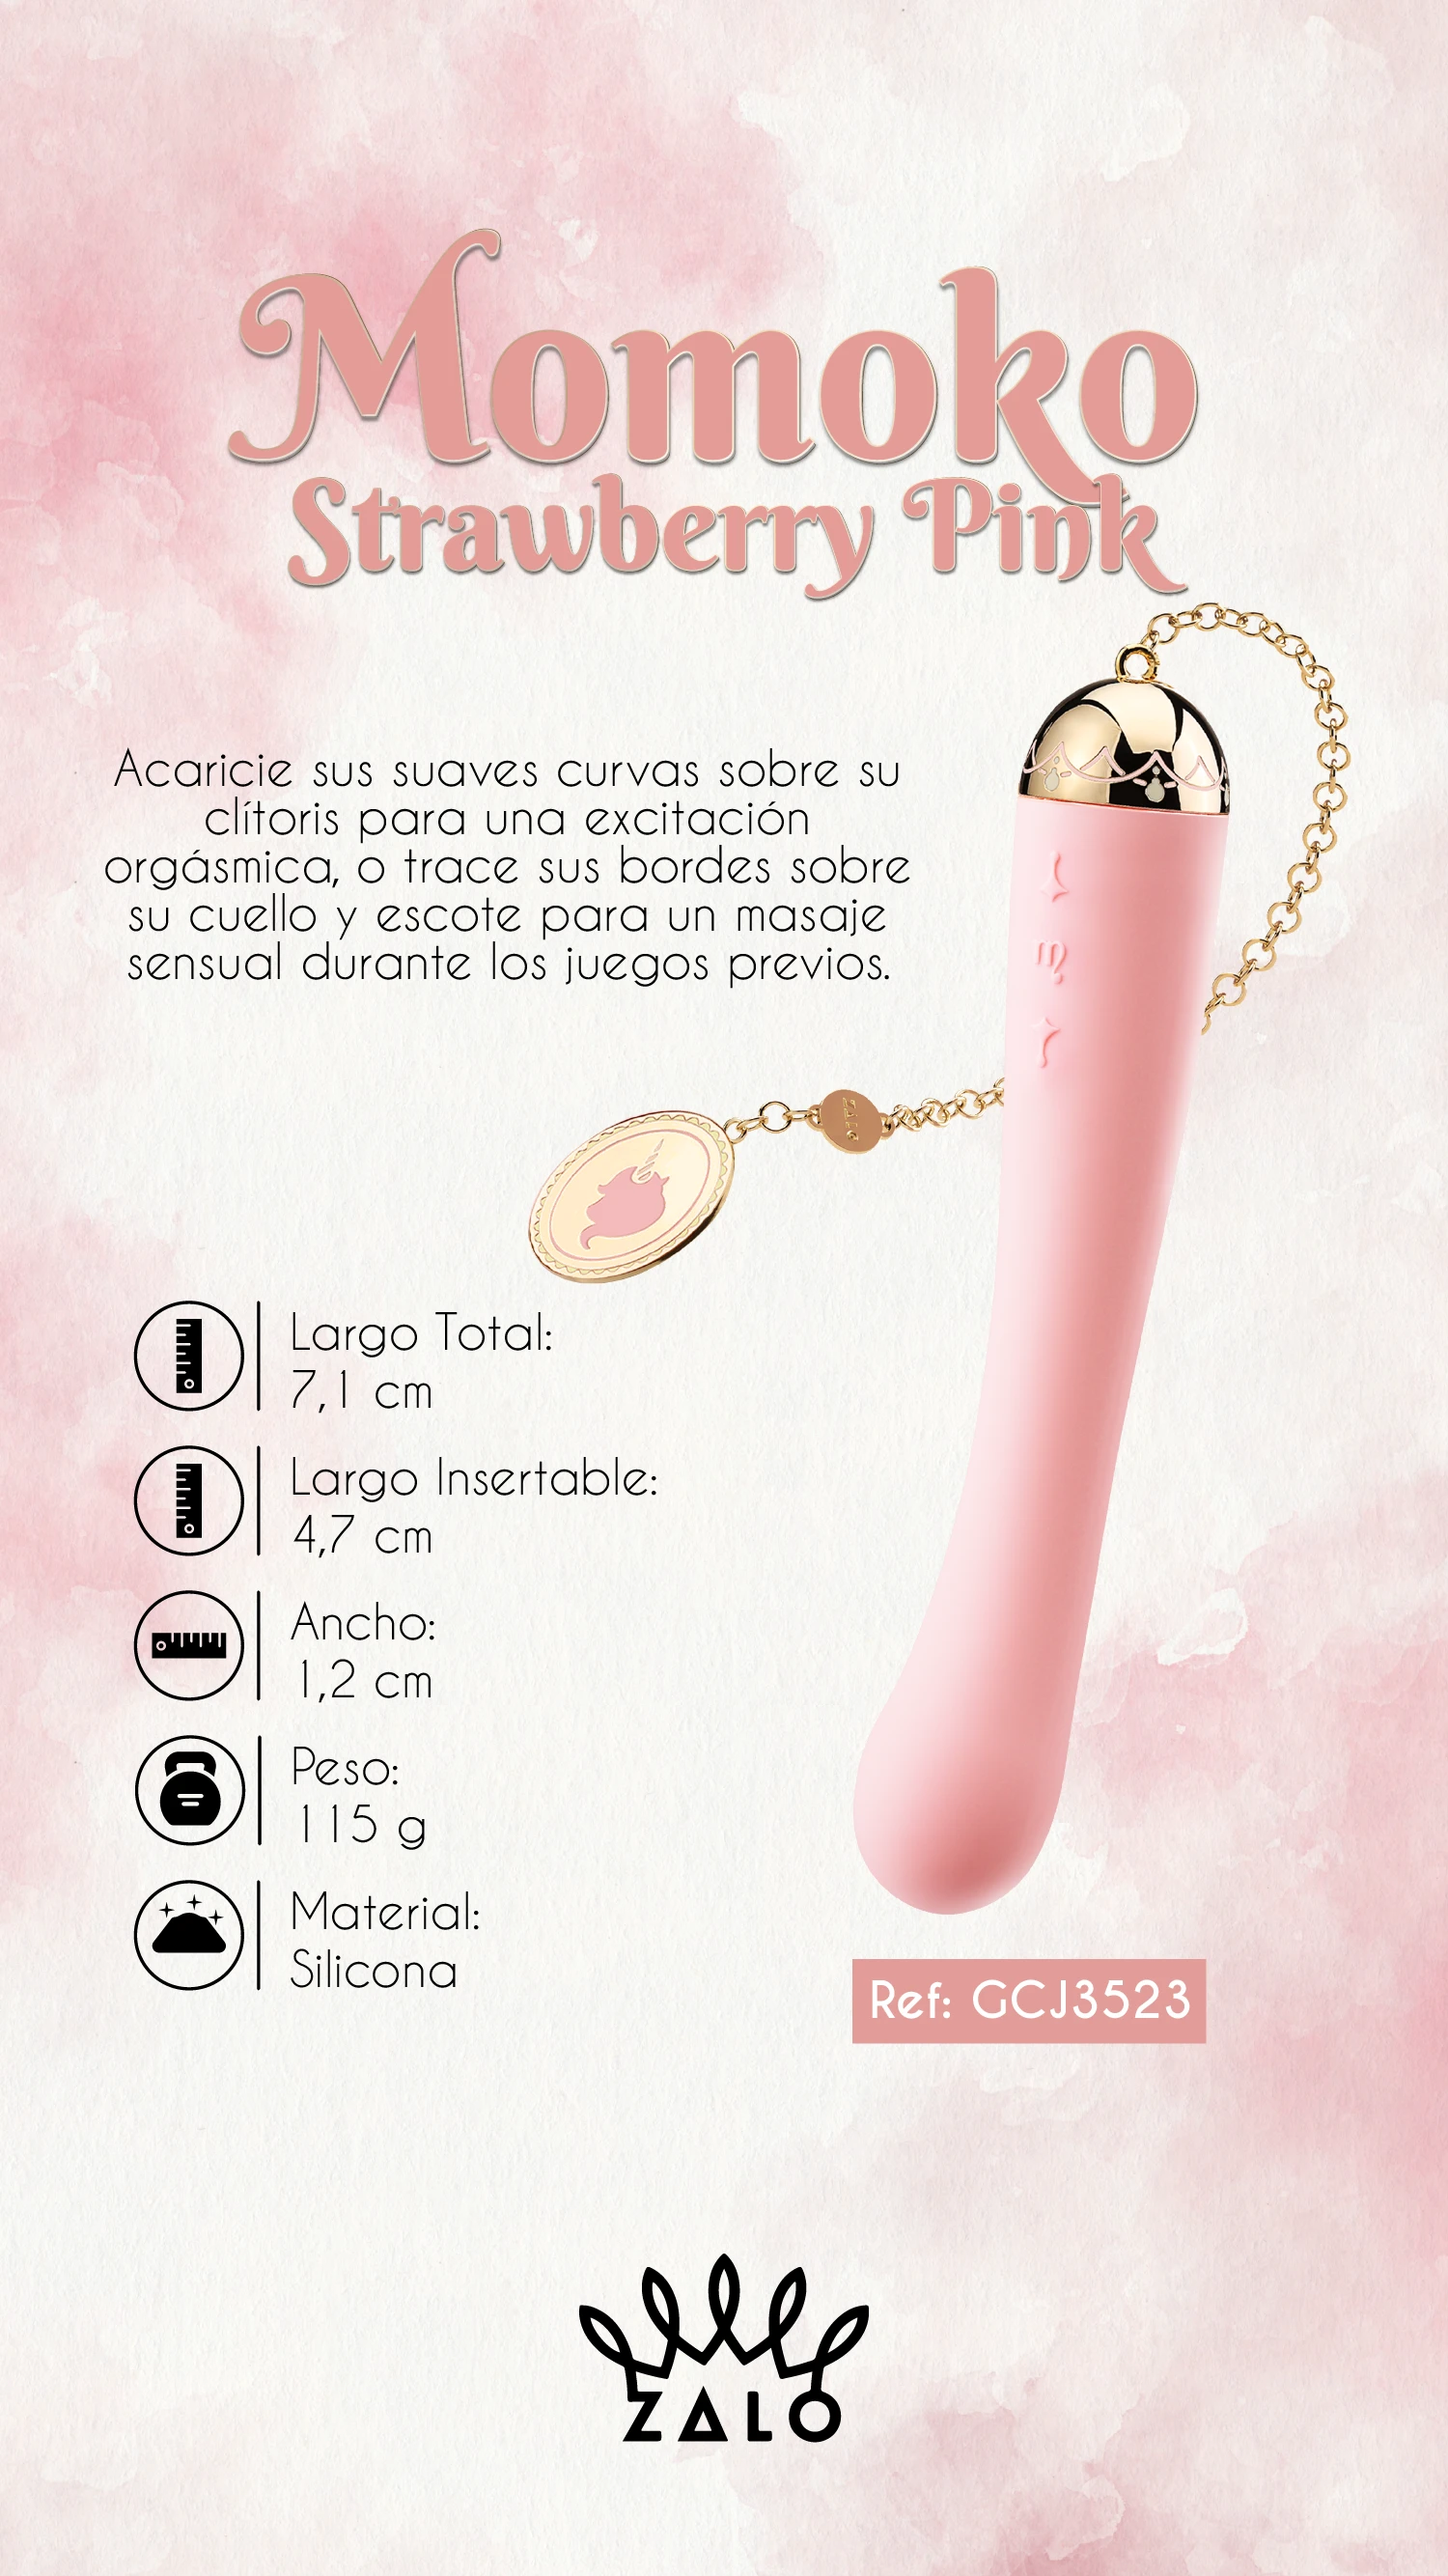 Momoko
Strawberry Pink
Acaricie sus suaves curvas sobre su
clítoris para una excitación
orgásmica, o trace sus bordes sobre
su cuello y escote para un masaje
sensual durante los juegos previos.
Largo Total:
7,1 cm
Largo Insertable:
4,7 cm
Ancho:
1,2 cm
Peso:
115 g
Material:
Silicona
Ref: GCJ3523
ZALO